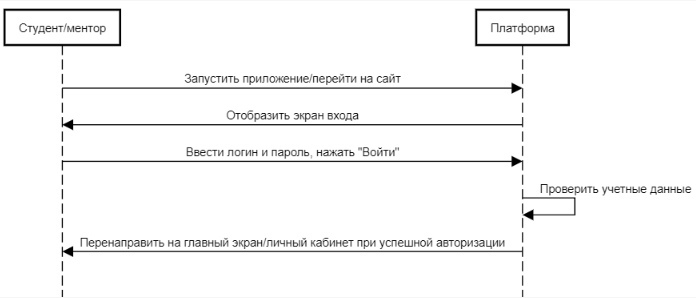 Студент/ментор
Платформа
Запустить приложение/перейти на сайт
Отобразить экран входа
Ввести логин и пароль, нажать "Войти"
Проверить учетные данные
Перенаправить на главный экран/личный кабинет при успешной авторизации